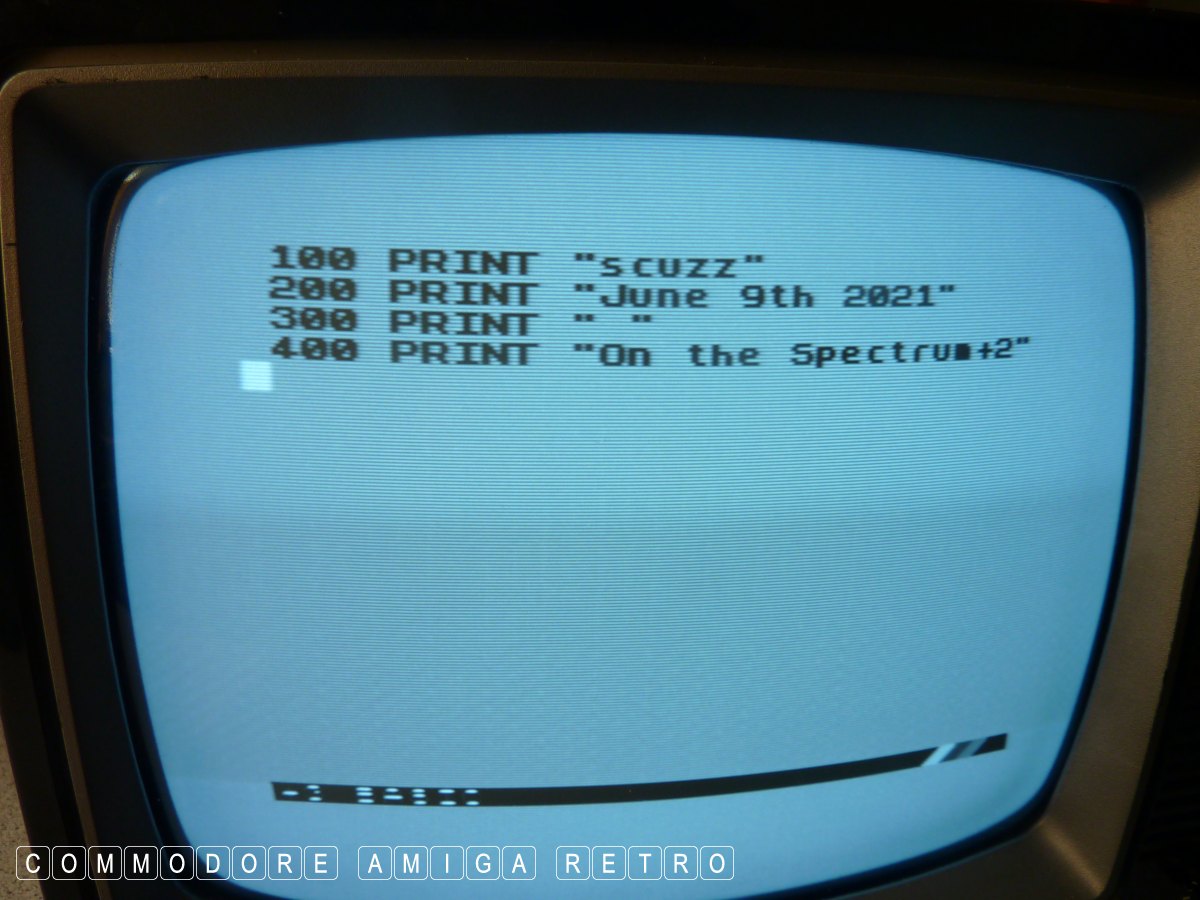 100 PRINT "scuzz"
200 PRINT "June 9th 2021"
300 PRINT " "
400 PRINT "On the Spectrum+2"
COMMODORE AMIGA RETRO